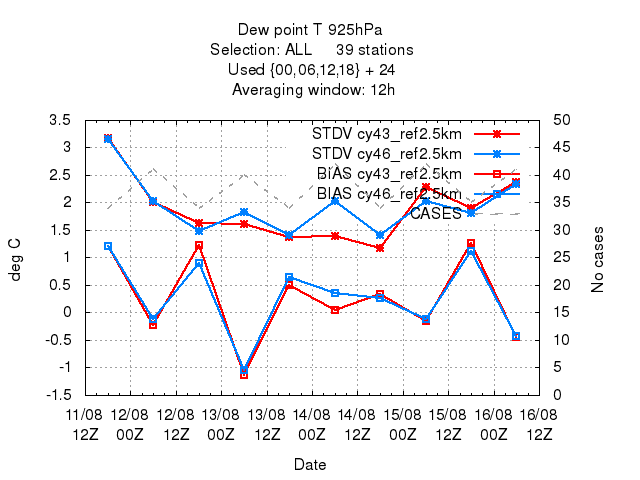 Dew point T 925hPa
Selection: ALL 39 stations
Used {00,06,12,18} + 24
Averaging window: 12h
STDV cy43_ref2.5km
STDV cy46_ref2.5km
BIAS cy43_ref2.5km
BIAS cy46_ref2.5km
CASES
deg C
3.5
3
2.5
2
1.5
1
0.5
0
-0.5
-1
-1.5
50
45
40
35
30
25
20
15
10
5
0
No cases
11/08 12/08 12/08 13/08 13/08 14/08 14/08 15/08 15/08 16/08 16/08
12Z 00Z 12Z 00Z 12Z 00Z 12Z 00Z 12Z 00Z 12Z
Date